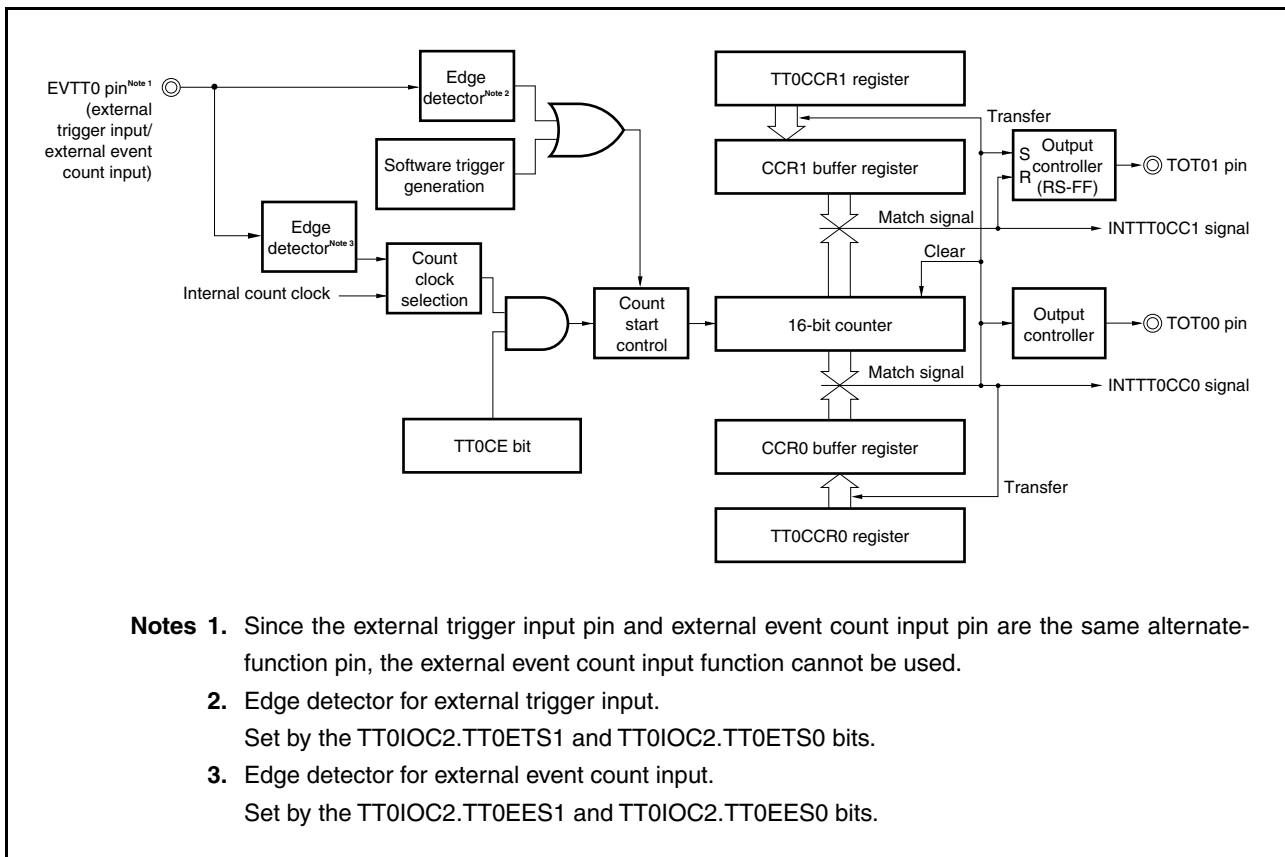 EVTT0 pin Note 1
(external
trigger input/
external event
count input)
Edge
detector Note 2
Software trigger
generation
Edge
detector Note 3
Internal count clock
Count
clock
selection
TT0CE bit
Count
start
control
TT0CCR1 register
Transfer
CCR1 buffer register
S
R
Output
controller
(RS-FF)
TOT01 pin
Match signal
INTTT0CC1 signal
Clear
16-bit counter
Output
controller
TOT00 pin
Match signal
INTTT0CC0 signal
CCR0 buffer register
Transfer
TT0CCR0 register
Notes 1. Since the external trigger input pin and external event count input pin are the same alternate-
function pin, the external event count input function cannot be used.
2. Edge detector for external trigger input.
Set by the TT0IOC2.TT0ETS1 and TT0IOC2.TT0ETS0 bits.
3. Edge detector for external event count input.
Set by the TT0IOC2.TT0EES1 and TT0IOC2.TT0EES0 bits.